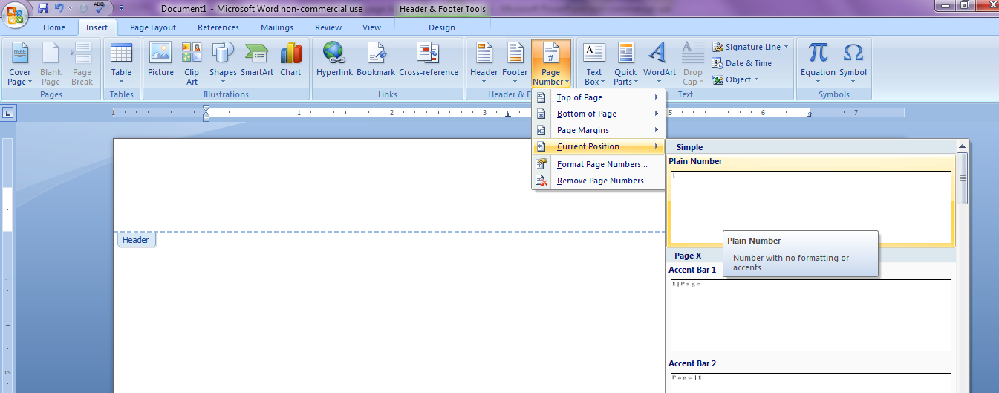 Document1 - Microsoft Word non-commercial use
Header & Footer Tools
Home Insert Page Layout References Mailings Review View Design
Cover Page
Blank Page
Page Break
Table
Picture
Clip Art
Shapes
SmartArt
Chart
Hyperlink
Bookmark
Cross-reference
Header
Footer
Page Number
Text Box
Quick Parts
WordArt
Drop Cap
Signature Line
Date & Time
Object
Equation
Symbol
Pages Tables Illustrations Links Header & F Text Symbols
Top of Page
Bottom of Page
Page Margins
Current Position
Format Page Numbers...
Remove Page Numbers
1 1 2 3 5 6 7
Simple
Plain Number
1
Plain Number
Number with no formatting or
accents
Page X
Accent Bar 1
1 | P a g e
Accent Bar 2
P a g e | 1
Header
1
2